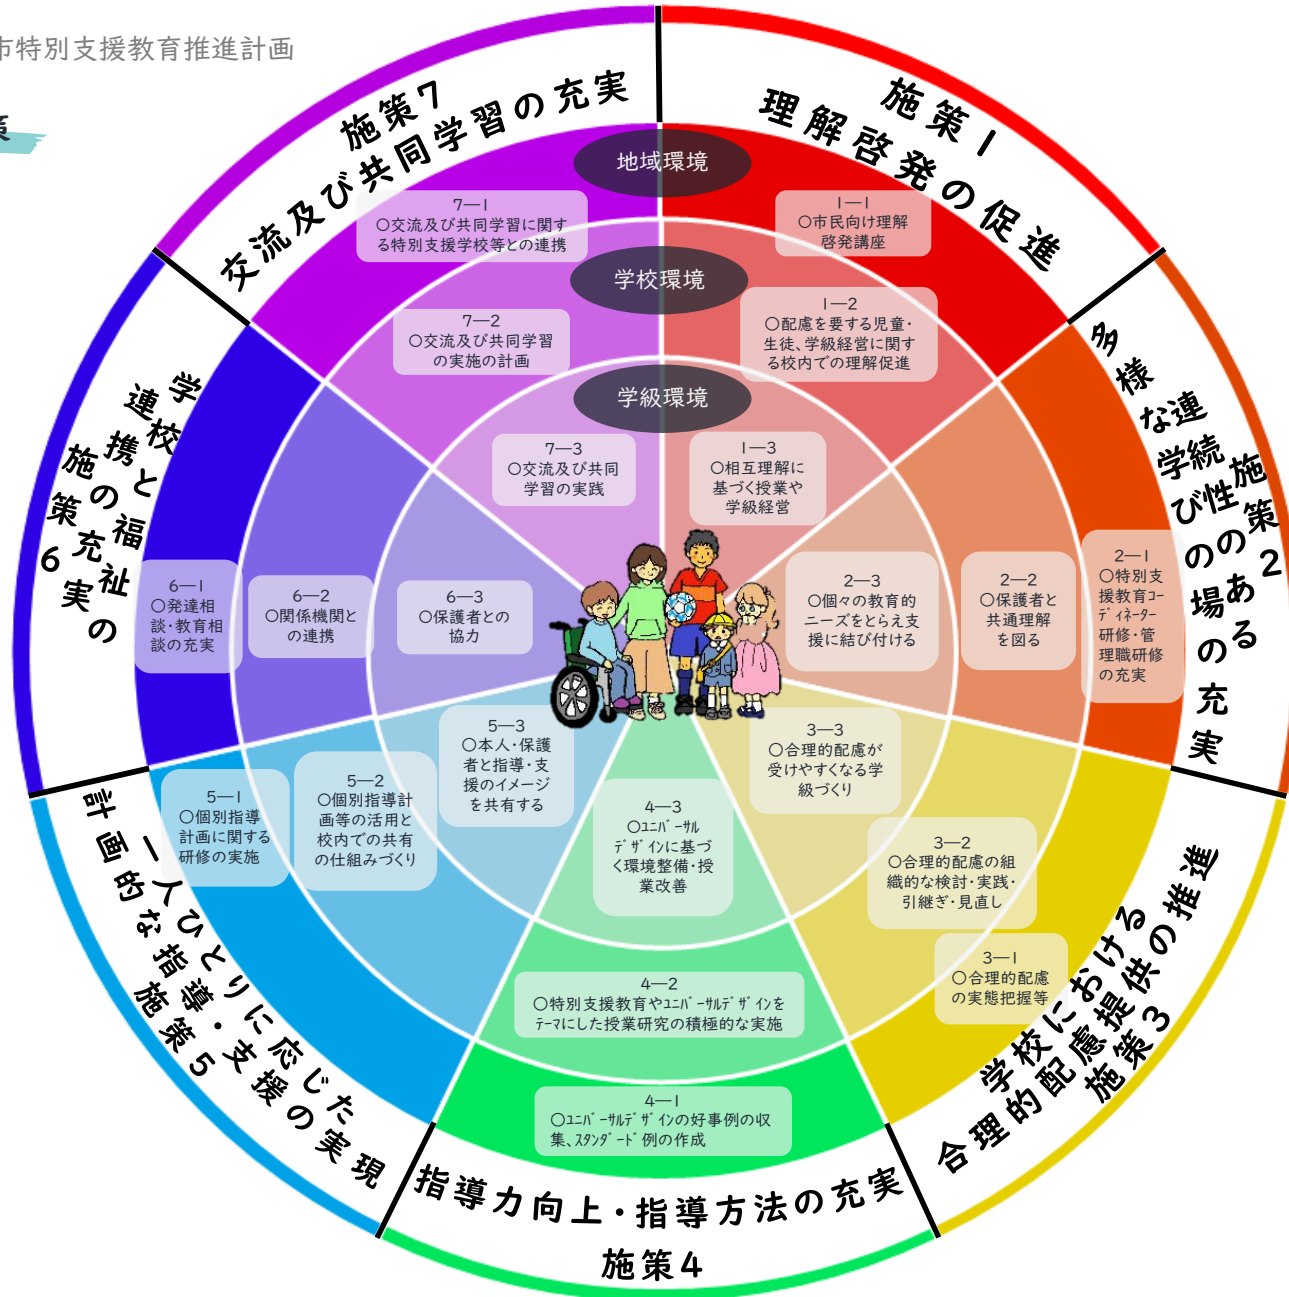 市特別支援教育推進計画
策
施策1
理解啓発の促進
地域環境
学校環境
学級環境
1―1
〇市民向け理解
啓発講座
1―2
〇配慮を要する児童・
生徒、学級経営に関す
る校内での理解促進
1―3
〇相互理解に
基づく授業や
学級経営
施策2
連続性のある
多様な学びの場の充実
2―1
〇特別支
援教育ｺｰ
ﾃﾞｨﾈｰﾀｰ
研修・管
理職研修
の充実
2―2
〇保護者と
共通理解
を図る
2―3
〇個々の教育的
ニーズをとらえ支
援に結び付ける
3―3
〇合理的配慮が
受けやすくなる学
級づくり
3―2
〇合理的配慮の組
織的な検討・実践・
引継ぎ・見直し
3―1
〇合理的配慮
の実態把握等
学校における
合理的配慮提供の推進
施策3
4―3
〇ﾕﾆﾊﾞｰｻﾙ
ﾃﾞｻﾞｲﾝに基づ
く環境整備・授
業改善
4―2
〇特別支援教育やﾕﾆﾊﾞｰｻﾙﾃﾞｻﾞｲﾝを
ﾃｰﾏにした授業研究の積極的な実施
4―1
〇ﾕﾆﾊﾞｰｻﾙﾃﾞｻﾞｲﾝの好事例の収
集、ｽﾀﾝﾀﾞｰﾄﾞ例の作成
指導力向上・指導方法の充実
施策4
5―3
〇本人・保護
者と指導・支
援のイメージ
を共有する
5―2
〇個別指導計
画等の活用と
校内での共有
の仕組みづくり
5―1
〇個別指導
計画に関する
研修の実施
一人ひとりに応じた
計画的な指導・支援の実現
施策5
6―1
〇発達相
談・教育相
談の充実
6―2
〇関係機関と
の連携
6―3
〇保護者との
協力
施策6
学校と福祉の
連携の充実
施策7
交流及び共同学習の充実
7―1
〇交流及び共同学習に関す
る特別支援学校等との連携
7―2
〇交流及び共同学習
の実施の計画
7―3
〇交流及び共同
学習の実践